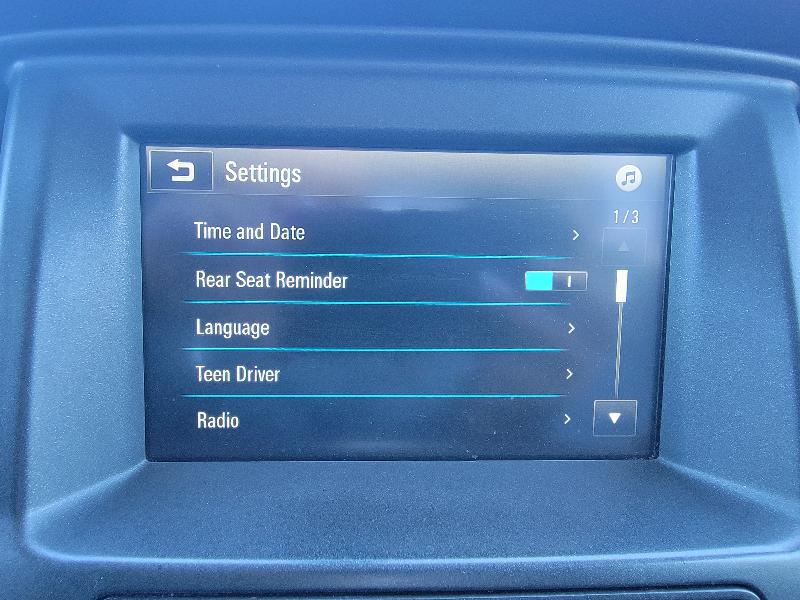 Settings
1/3
Time and Date
Rear Seat Reminder
Language
Teen Driver
Radio